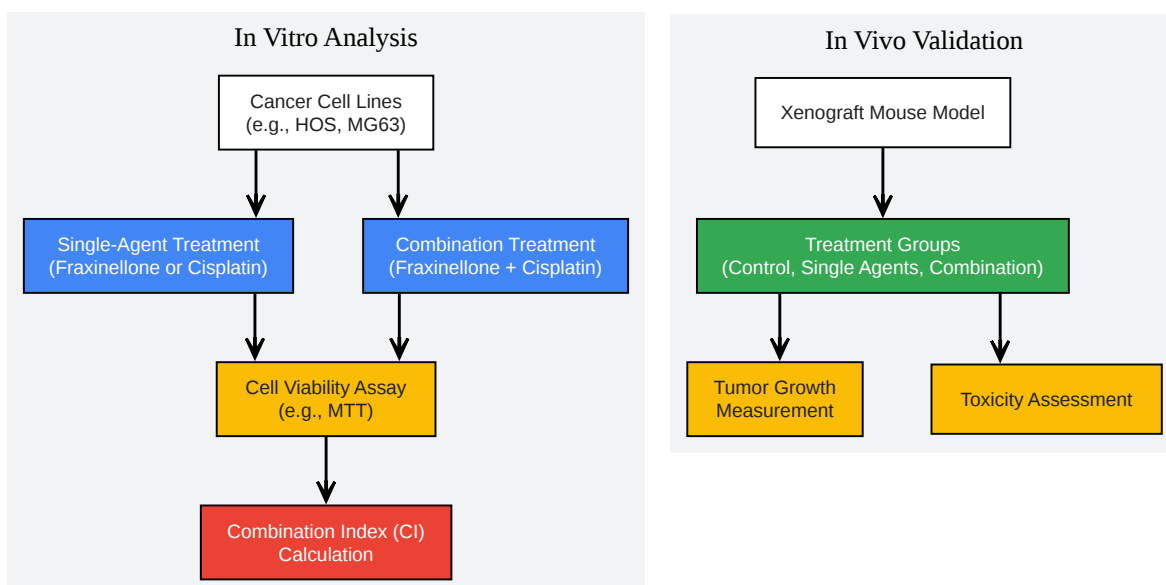 In Vitro Analysis
Cancer Cell Lines
(e.g., HOS, MG63)
Single-Agent Treatment
(Fraxinellone or Cisplatin)
Combination Treatment
(Fraxinellone + Cisplatin)
Cell Viability Assay
(e.g., MTT)
Combination Index (CI)
Calculation
In Vivo Validation
Xenograft Mouse Model
Treatment Groups
(Control, Single Agents, Combination)
Tumor Growth
Measurement
Toxicity Assessment